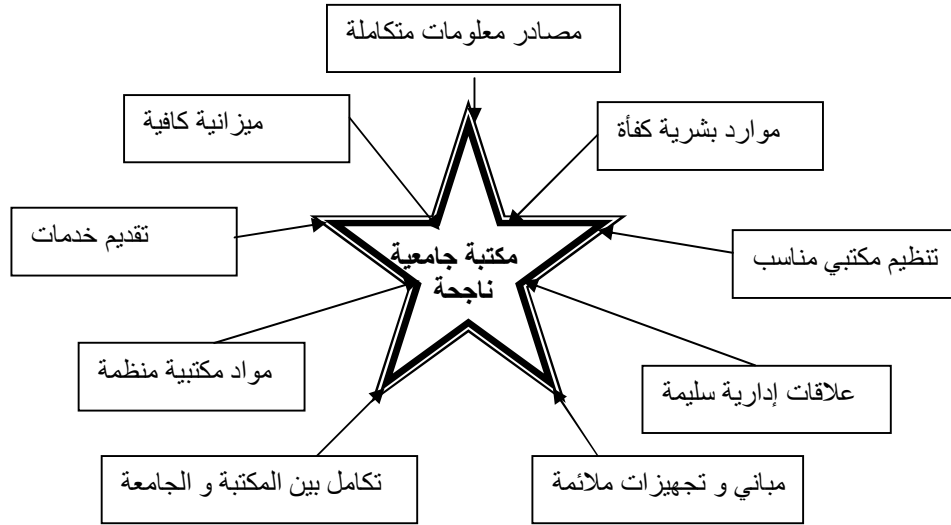 مصادر معلومات متكاملة
موارد بشرية كفأة
ميزانية كافية
تنظيم مكتبي مناسب
تقديم خدمات
مكتبة جامعية
ناجحة
علاقات إدارية سليمة
مواد مكتبية منظمة
مباني و تجهيزات ملائمة
تكامل بين المكتبة و الجامعة